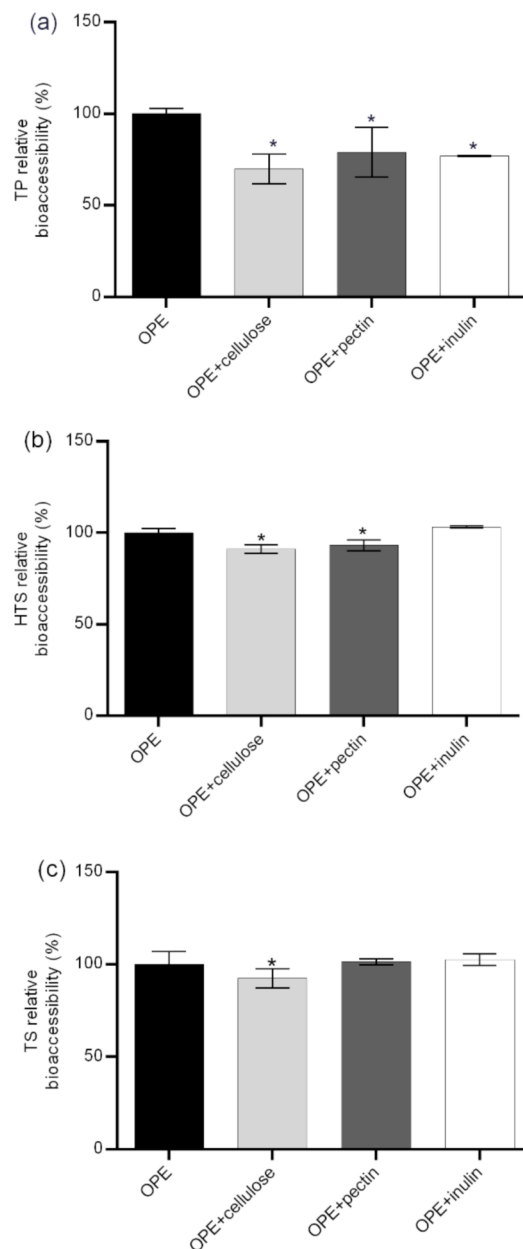 (a)
TP relative
bioaccessibility (%)
150
100
50
0
*
*
*
OPE
OPE+cellulose
OPE+pectin
OPE+inulin
(b)
HTS relative
bioaccessibility (%)
150
100
50
0
*
*
OPE
OPE+cellulose
OPE+pectin
OPE+inulin
(c)
TS relative
bioaccessibility (%)
150
100
50
0
*
OPE
OPE+cellulose
OPE+pectin
OPE+inulin